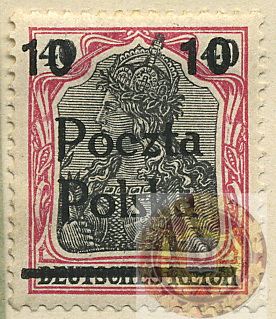 10 10
Poczta
Polska
DEUTSCHES REICH